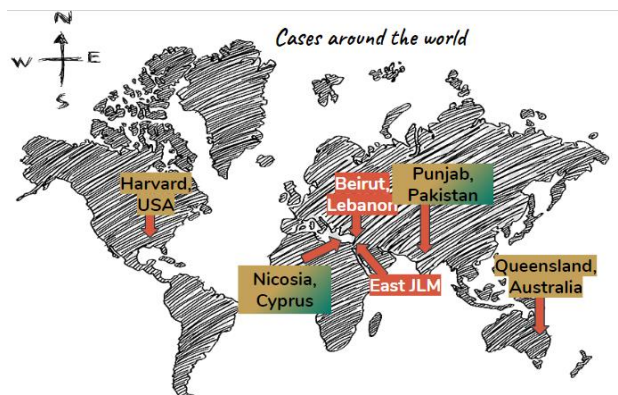 N
Cases around the world
W E
S
Harvard,
USA
Beirut,
Lebanon
Punjab,
Pakistan
Nicosia,
Cyprus
East JLM
Queensland,
Australia